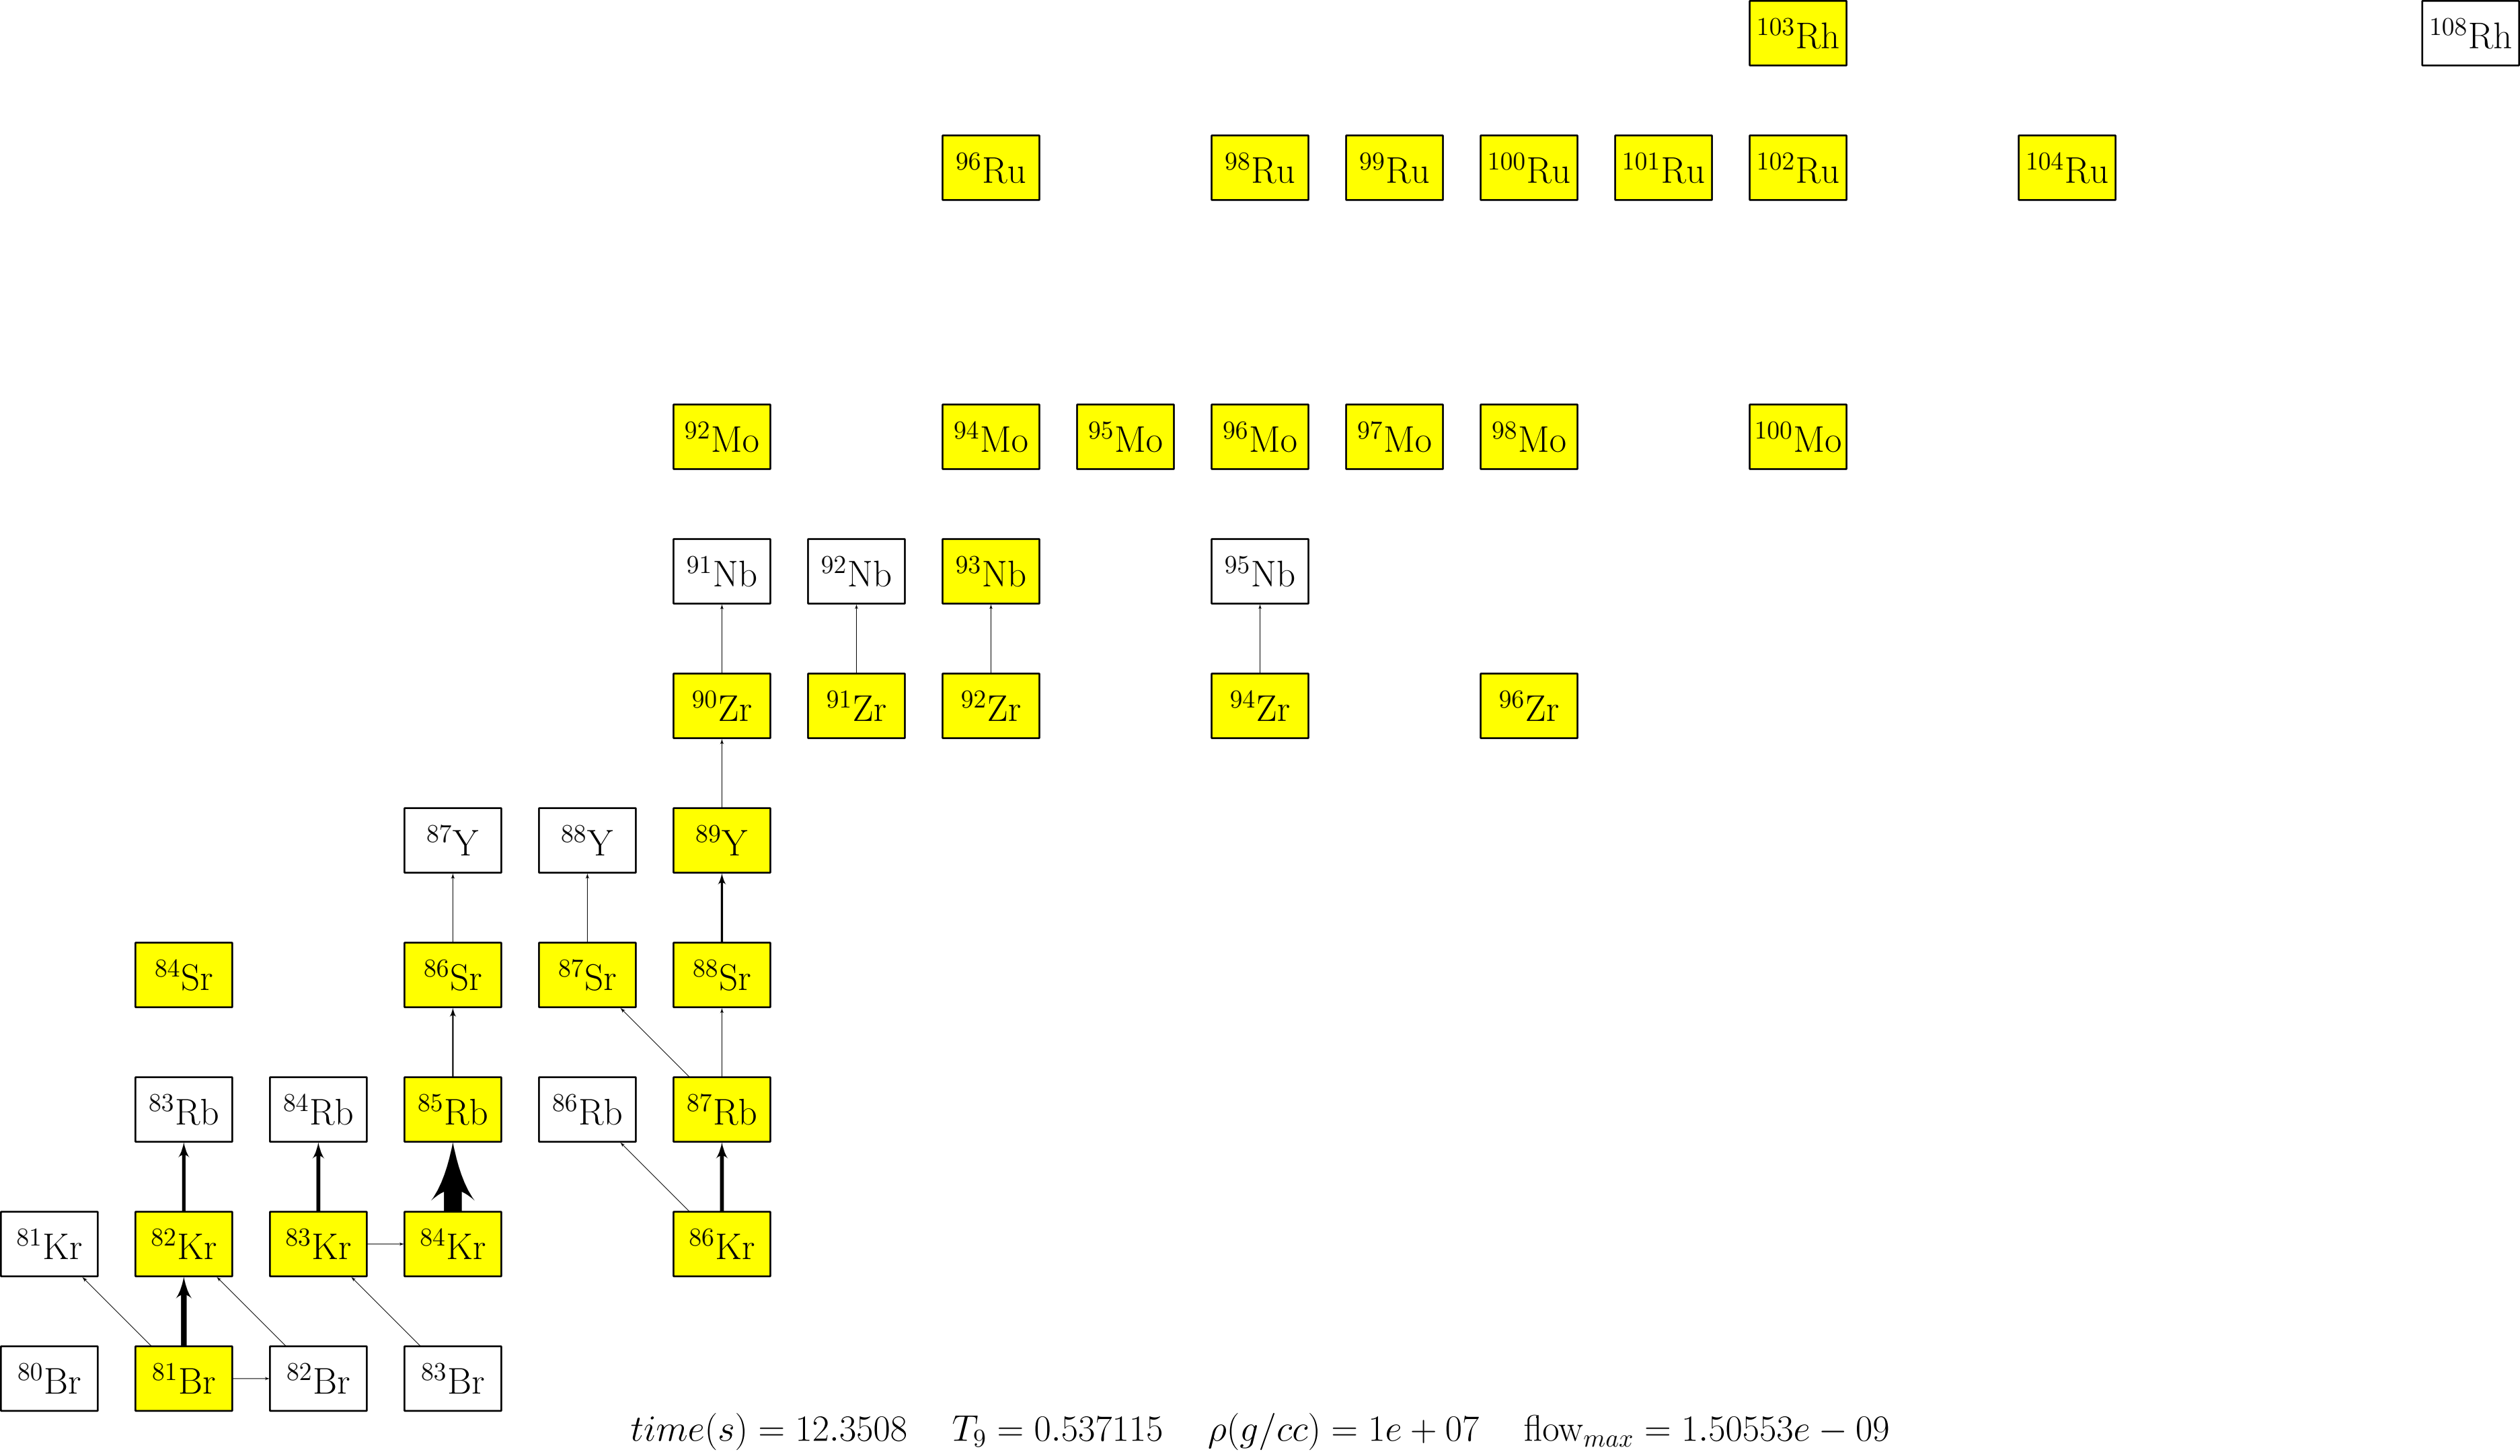 ¹⁰³Rh ¹⁰⁸Rh
⁹⁶Ru ⁹⁸Ru ⁹⁹Ru ¹⁰⁰Ru ¹⁰¹Ru ¹⁰²Ru ¹⁰⁴Ru
⁹²Mo ⁹⁴Mo ⁹⁵Mo ⁹⁶Mo ⁹⁷Mo ⁹⁸Mo ¹⁰⁰Mo
⁹¹Nb ⁹²Nb ⁹³Nb ⁹⁵Nb
⁹⁰Zr ⁹¹Zr ⁹²Zr ⁹⁴Zr ⁹⁶Zr
⁸⁷Y ⁸⁸Y ⁸⁹Y
⁸⁴Sr ⁸⁶Sr ⁸⁷Sr ⁸⁸Sr
⁸³Rb ⁸⁴Rb ⁸⁵Rb ⁸⁶Rb ⁸⁷Rb
⁸¹Kr ⁸²Kr ⁸³Kr ⁸⁴Kr ⁸⁶Kr
⁸⁰Br ⁸¹Br ⁸²Br ⁸³Br
time(s) = 12.3508 T₉ = 0.537115 ρ(g/cc) = 1e + 07 flow_max = 1.50553e − 09